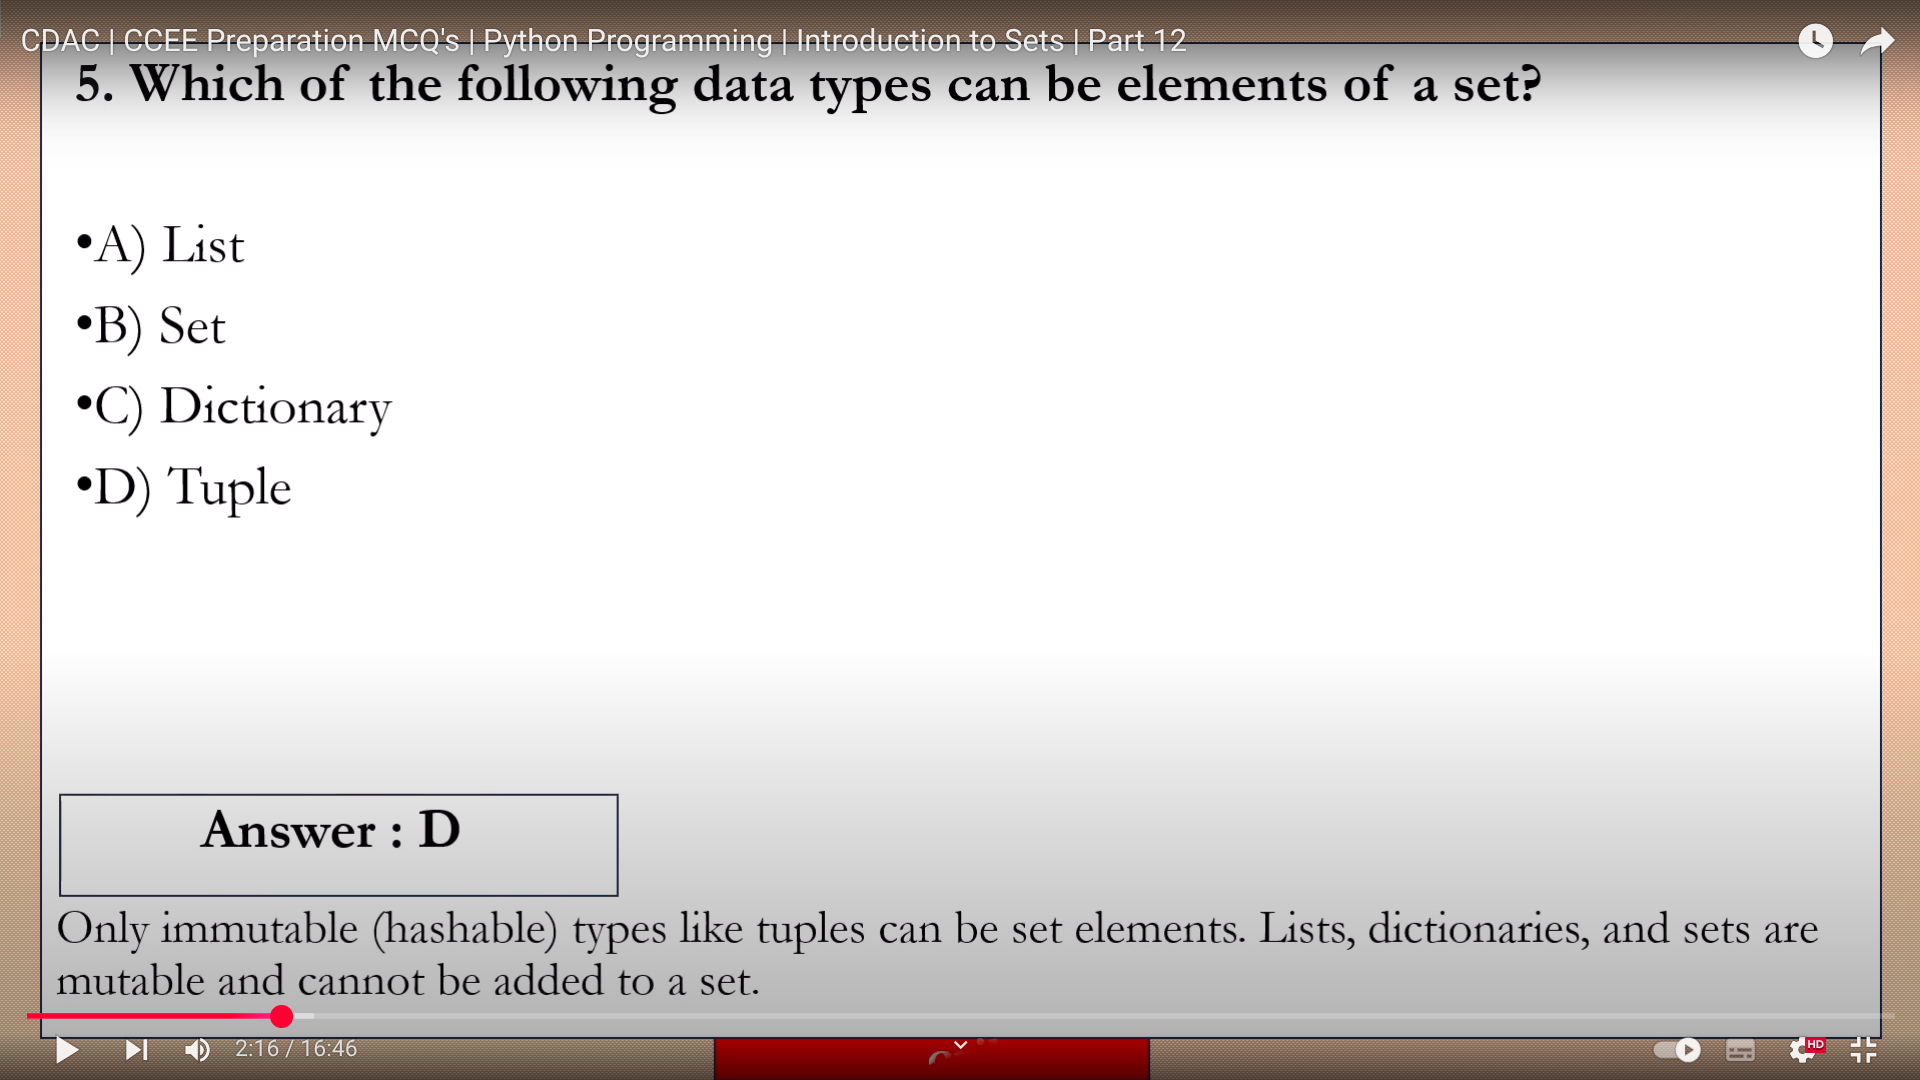 CDAC | CCEE Preparation MCQ's | Python Programming | Introduction to Sets | Part 12
5. Which of the following data types can be elements of a set?
•A) List
•B) Set
•C) Dictionary
•D) Tuple
Answer : D
Only immutable (hashable) types like tuples can be set elements. Lists, dictionaries, and sets are
mutable and cannot be added to a set.
2:16 / 16:46
HD